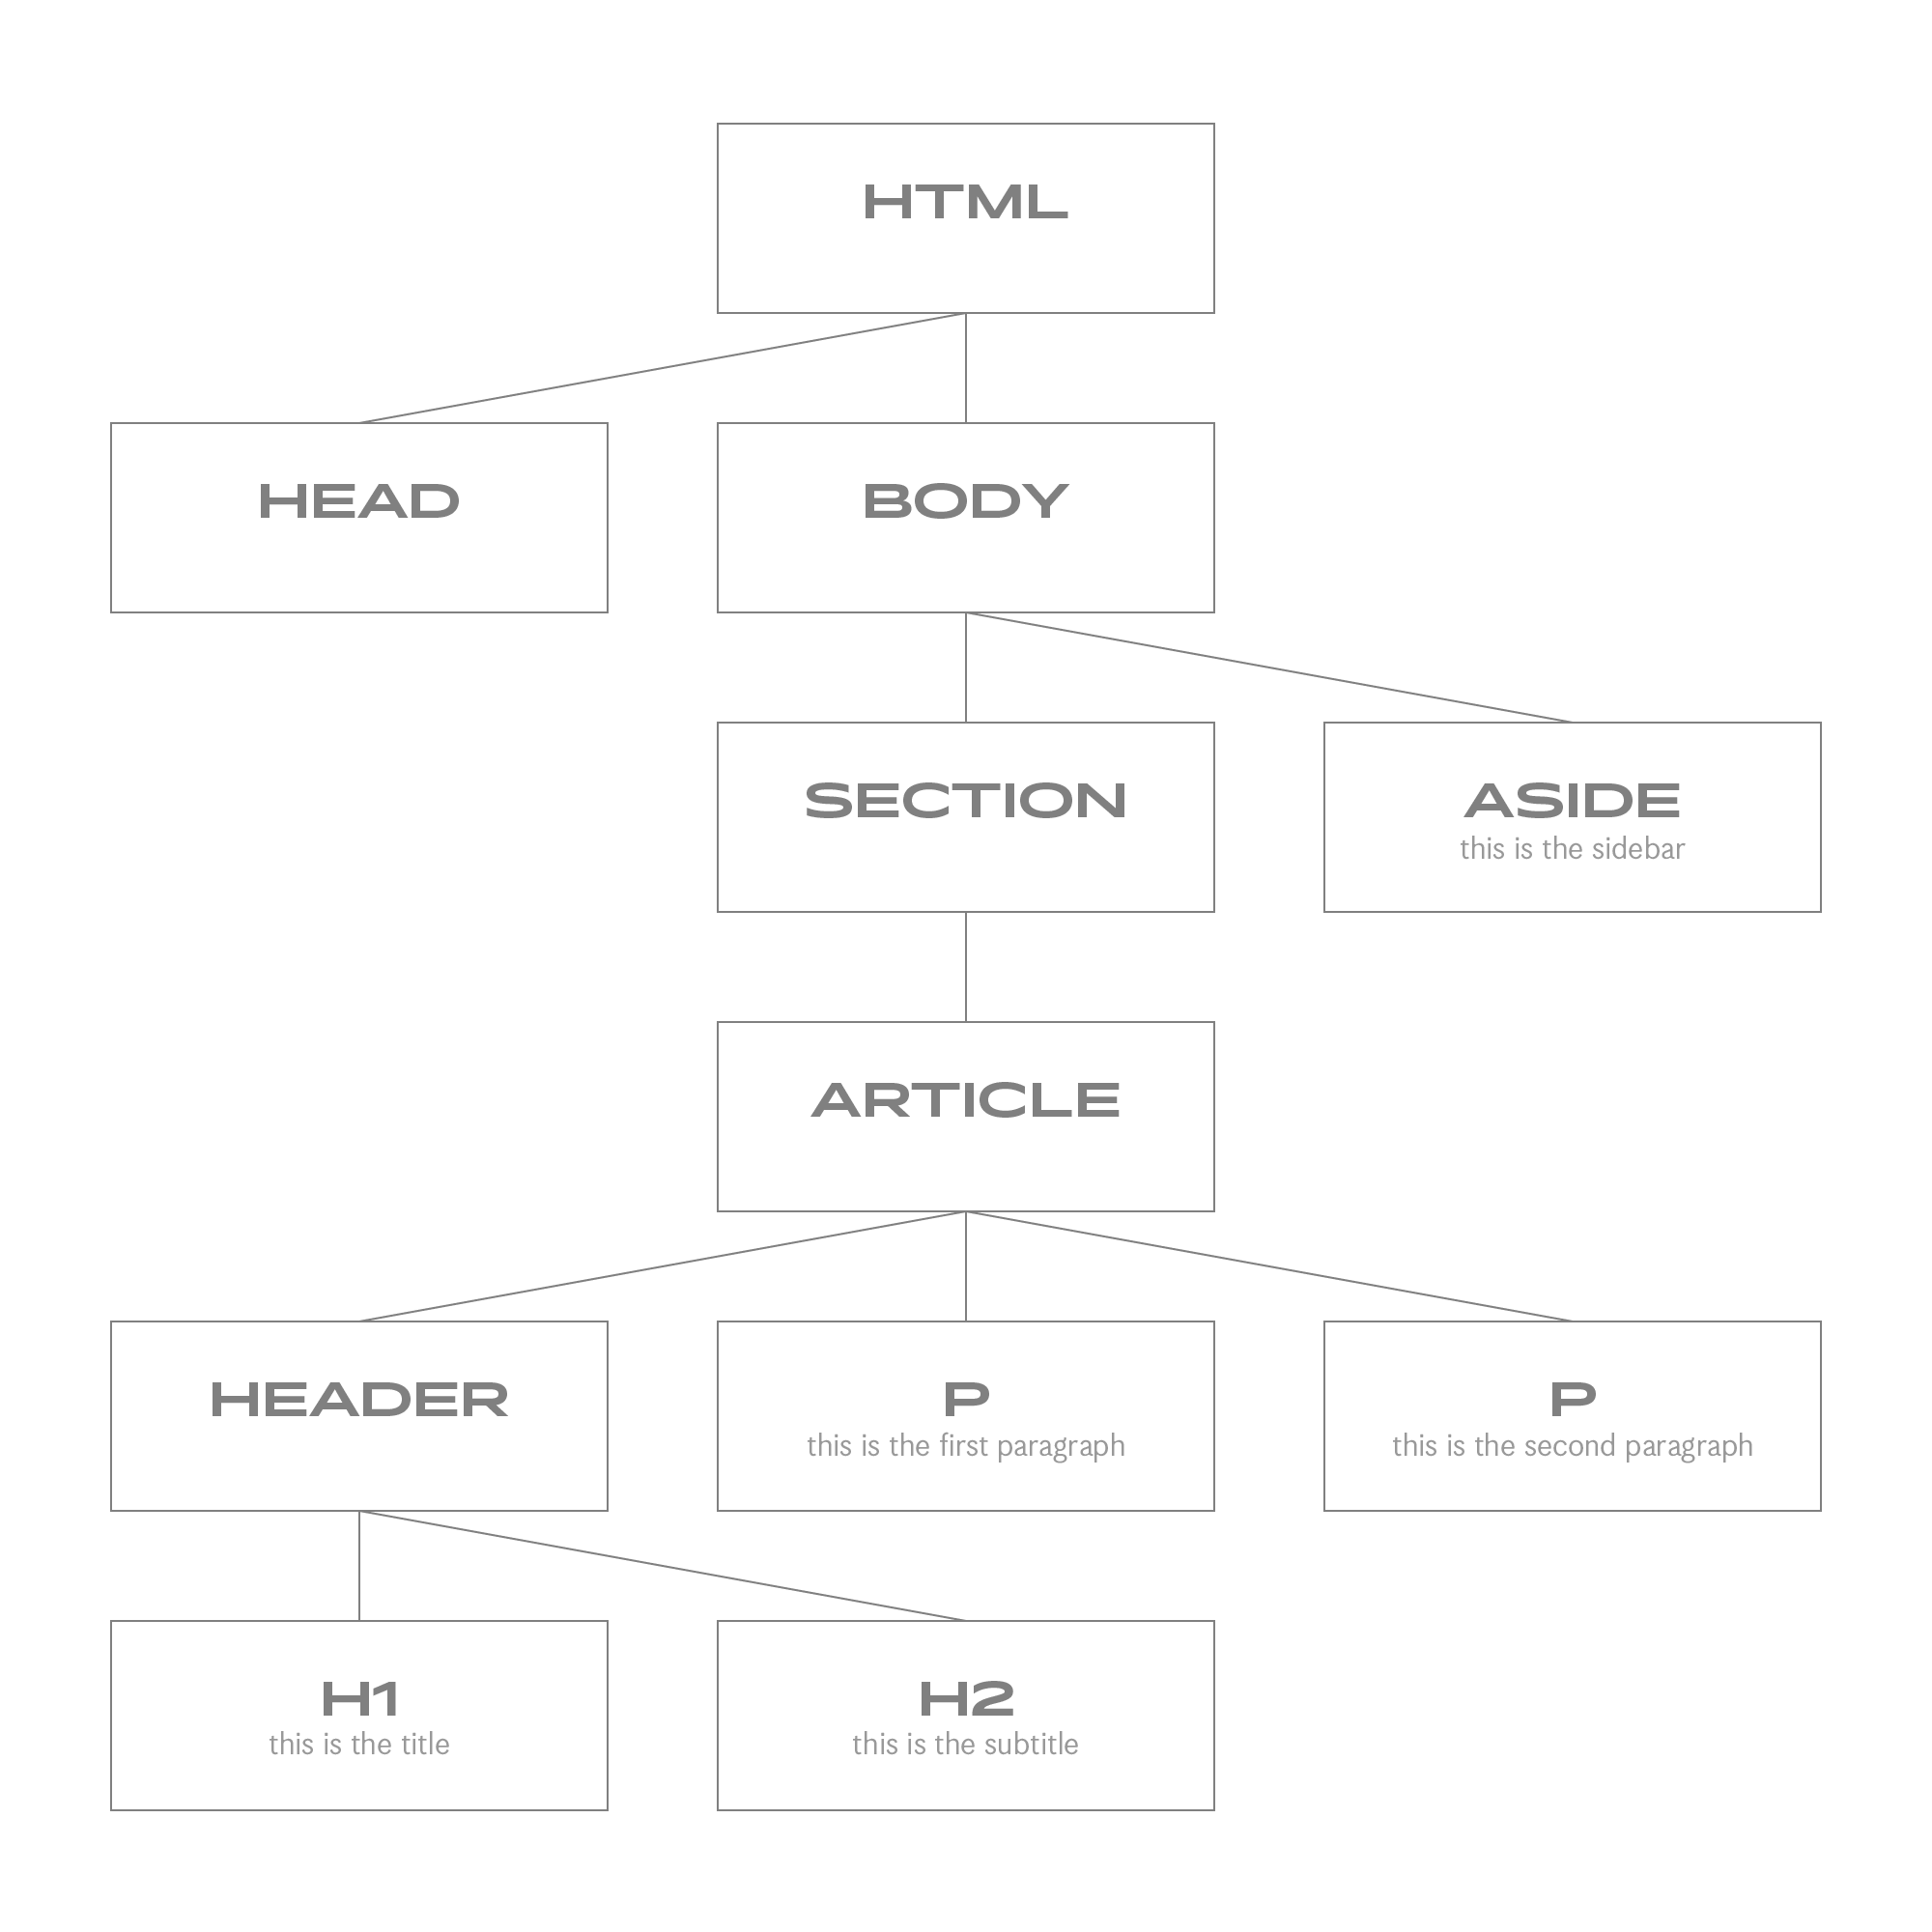 HTML
HEAD
BODY
SECTION
ASIDE
this is the sidebar
ARTICLE
HEADER
P
this is the first paragraph
P
this is the second paragraph
H1
this is the title
H2
this is the subtitle